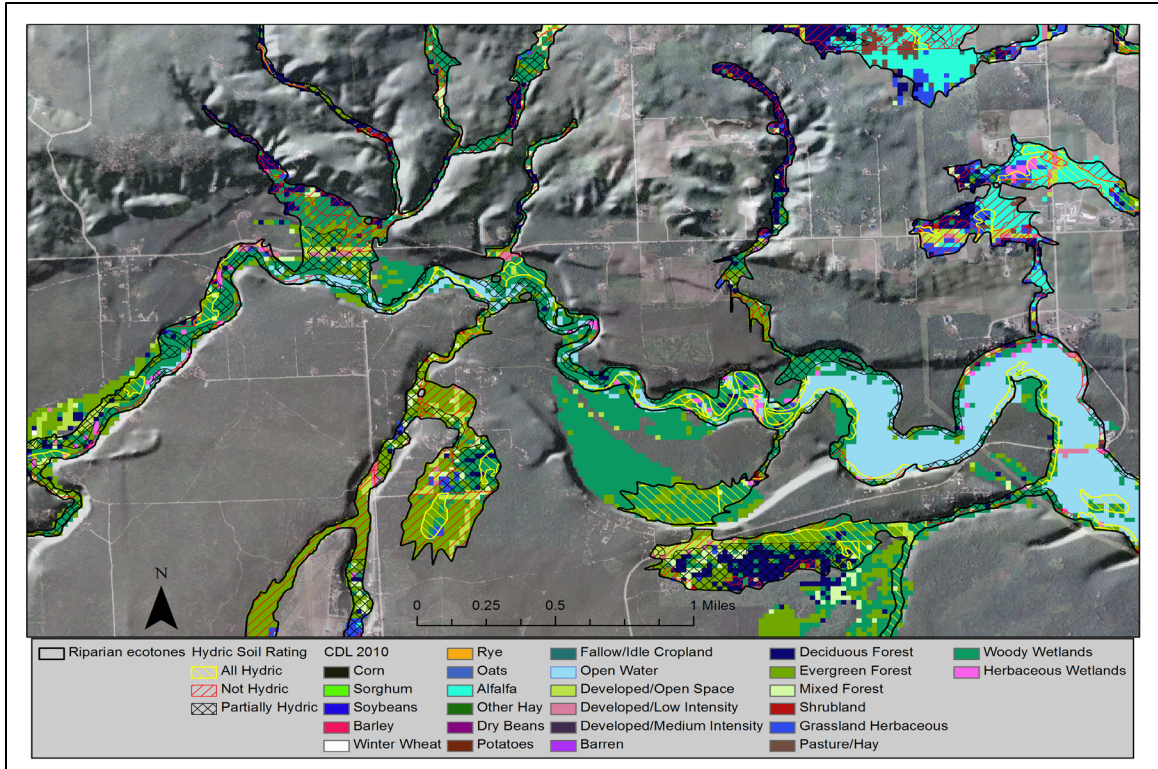 N
0 0.25 0.5 1 Miles
Riparian ecotones
Hydric Soil Rating
All Hydric
Not Hydric
Partially Hydric
CDL 2010
Corn
Sorghum
Soybeans
Barley
Winter Wheat
Rye
Oats
Alfalfa
Other Hay
Dry Beans
Potatoes
Fallow/Idle Cropland
Open Water
Developed/Open Space
Developed/Low Intensity
Developed/Medium Intensity
Barren
Deciduous Forest
Evergreen Forest
Mixed Forest
Shrubland
Grassland Herbaceous
Pasture/Hay
Woody Wetlands
Herbaceous Wetlands